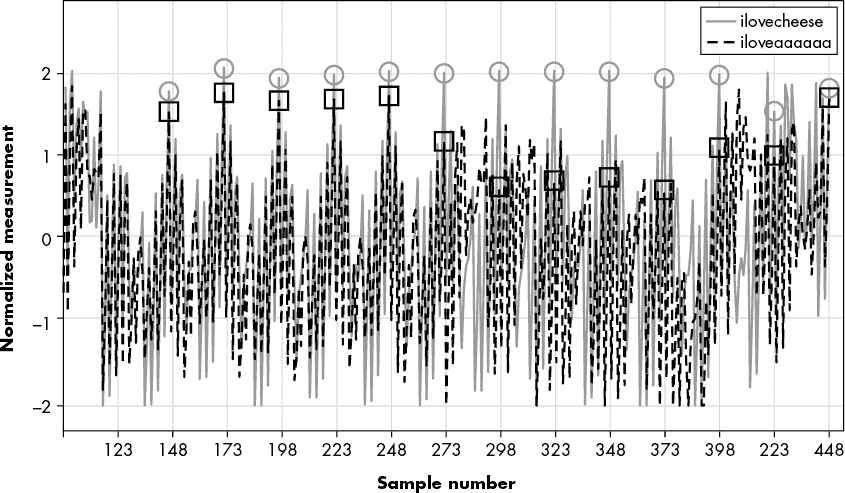 ilovecheese
iloveaaaaaa
2
1
0
−1
−2
Normalized measurement
123 148 173 198 223 248 273 298 323 348 373 398 223 448
Sample number